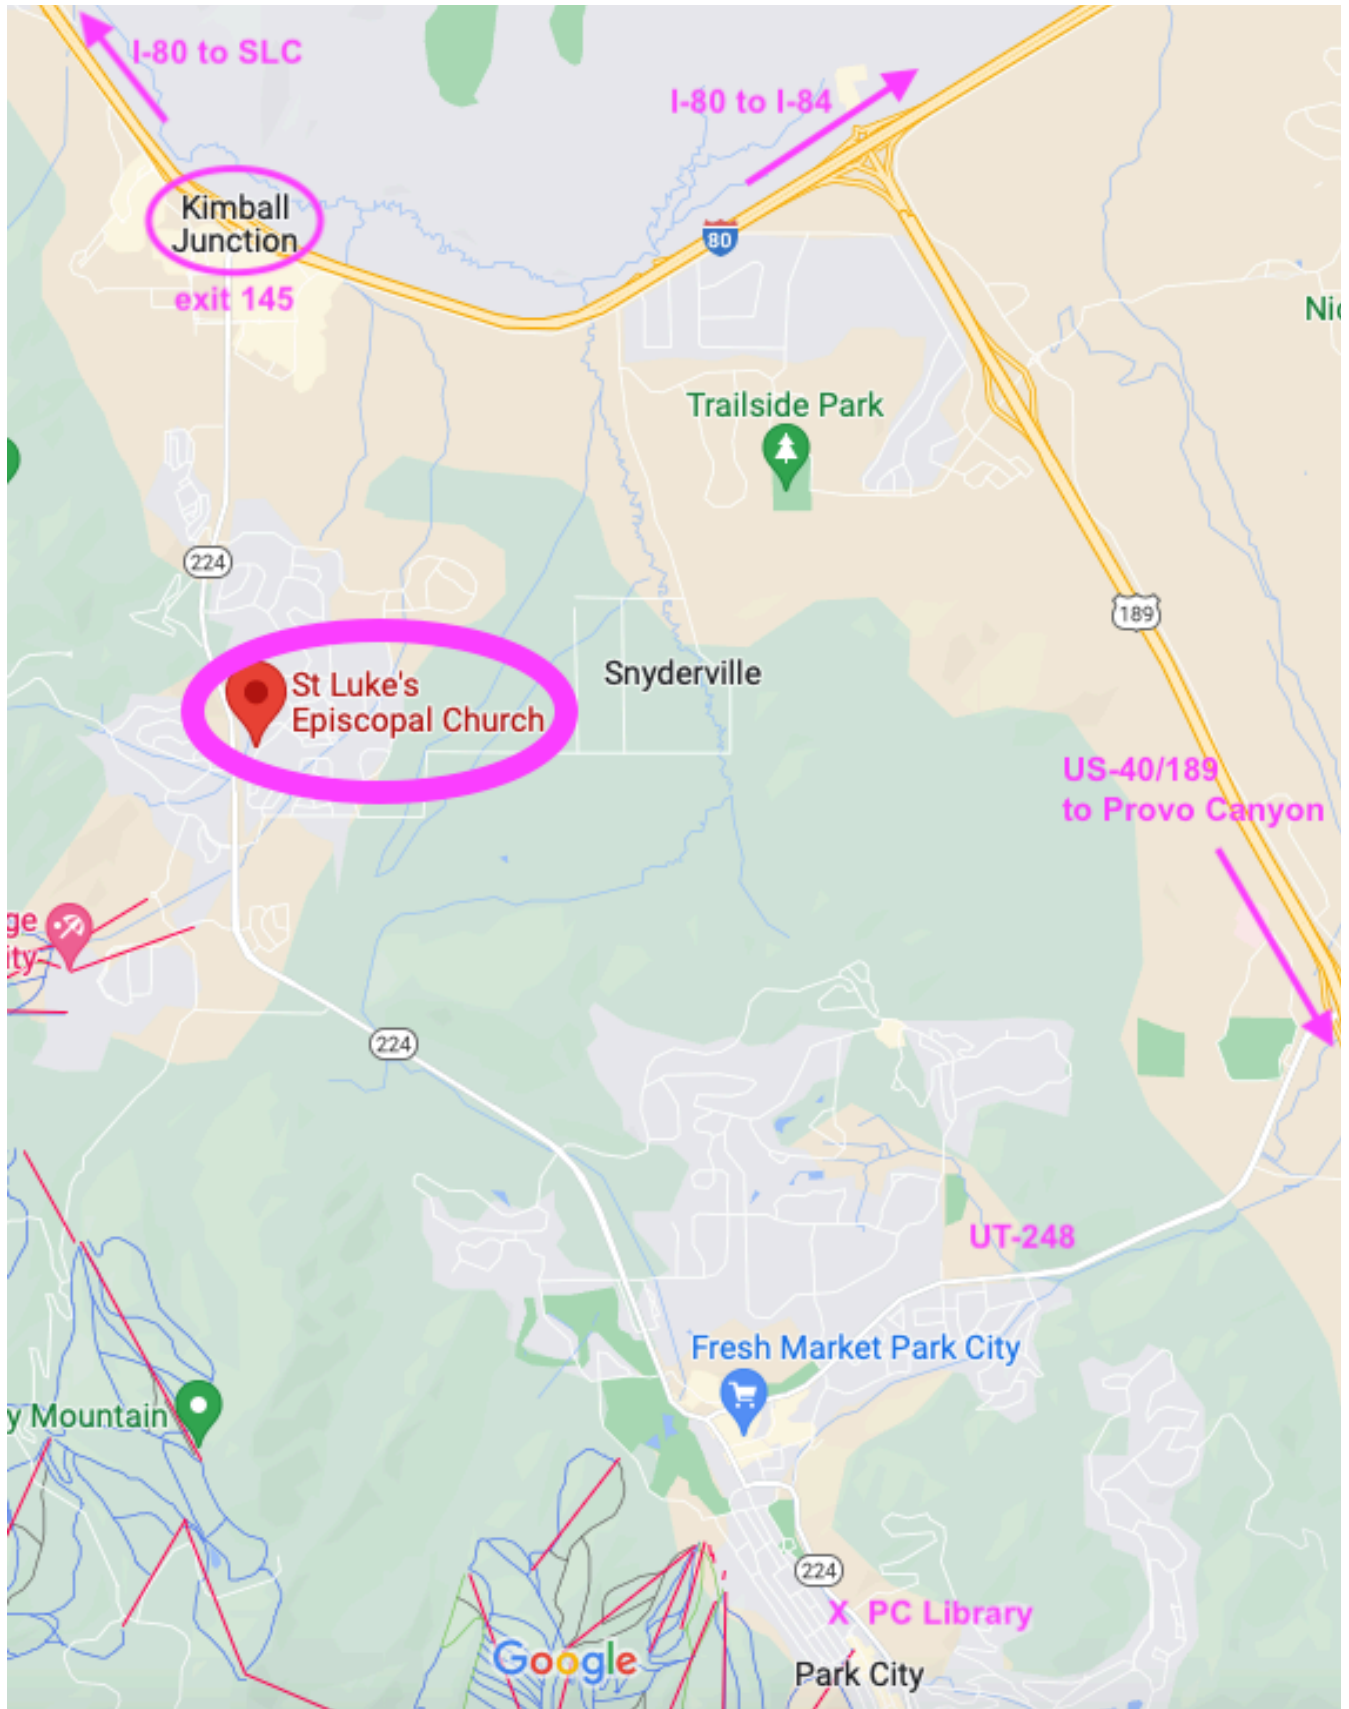 I-80 to SLC
I-80 to I-84
Kimball
Junction
80
exit 145
Trailside Park
224
189
St Luke's
Episcopal Church
Snyderville
US-40/189
to Provo Canyon
224
UT-248
Fresh Market Park City
y Mountain
224
X PC Library
Google
Park City